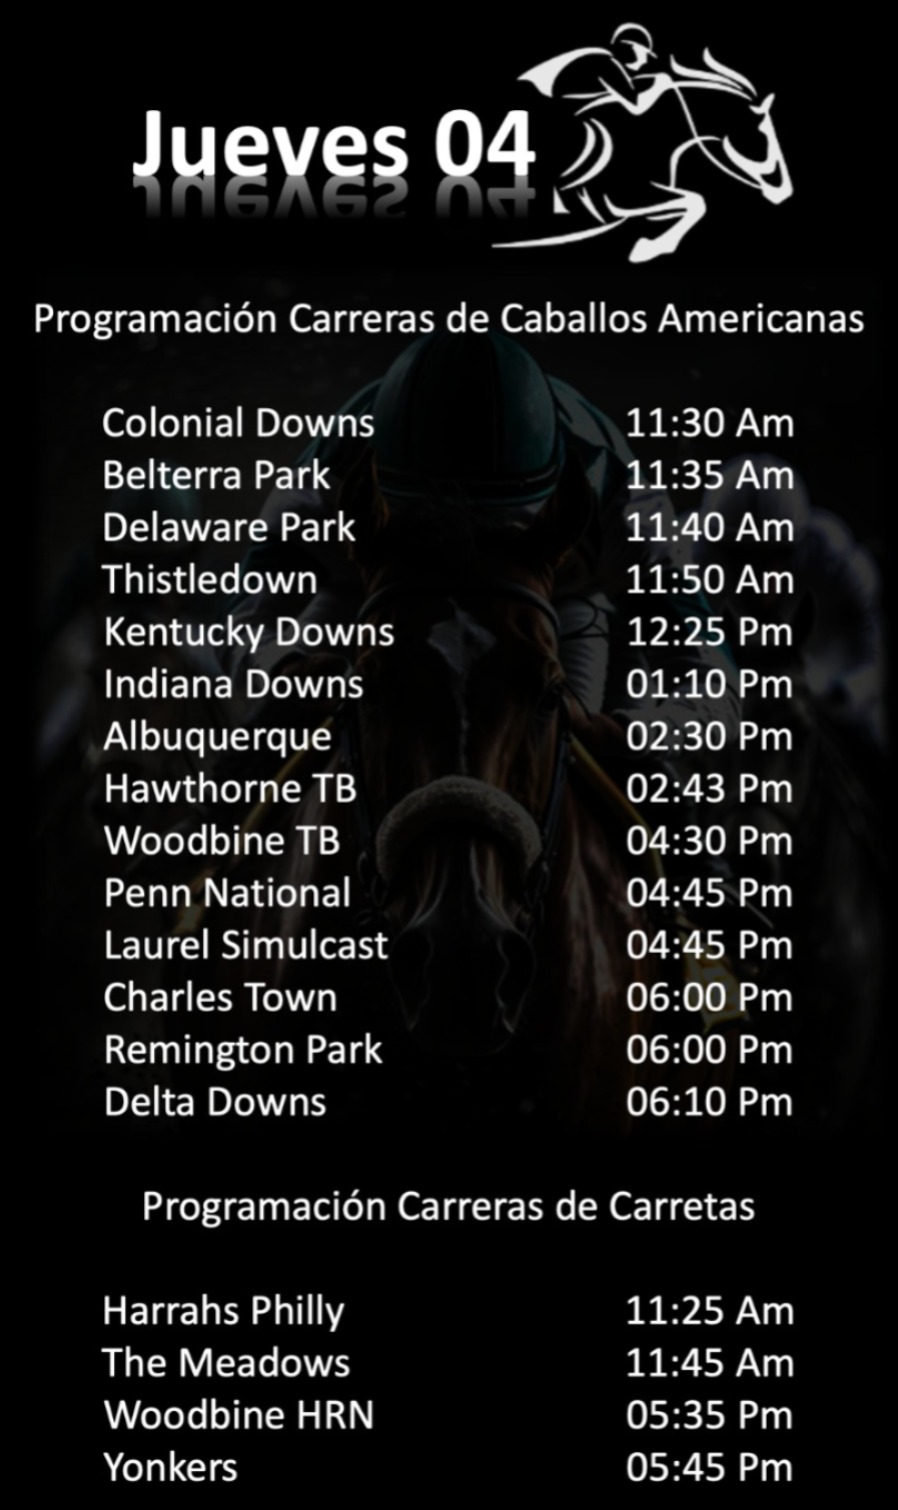 Jueves 04
Programación Carreras de Caballos Americanas
Colonial Downs 11:30 Am
Belterra Park 11:35 Am
Delaware Park 11:40 Am
Thistledown 11:50 Am
Kentucky Downs 12:25 Pm
Indiana Downs 01:10 Pm
Albuquerque 02:30 Pm
Hawthorne TB 02:43 Pm
Woodbine TB 04:30 Pm
Penn National 04:45 Pm
Laurel Simulcast 04:45 Pm
Charles Town 06:00 Pm
Remington Park 06:00 Pm
Delta Downs 06:10 Pm
Programación Carreras de Carretas
Harrahs Philly 11:25 Am
The Meadows 11:45 Am
Woodbine HRN 05:35 Pm
Yonkers 05:45 Pm